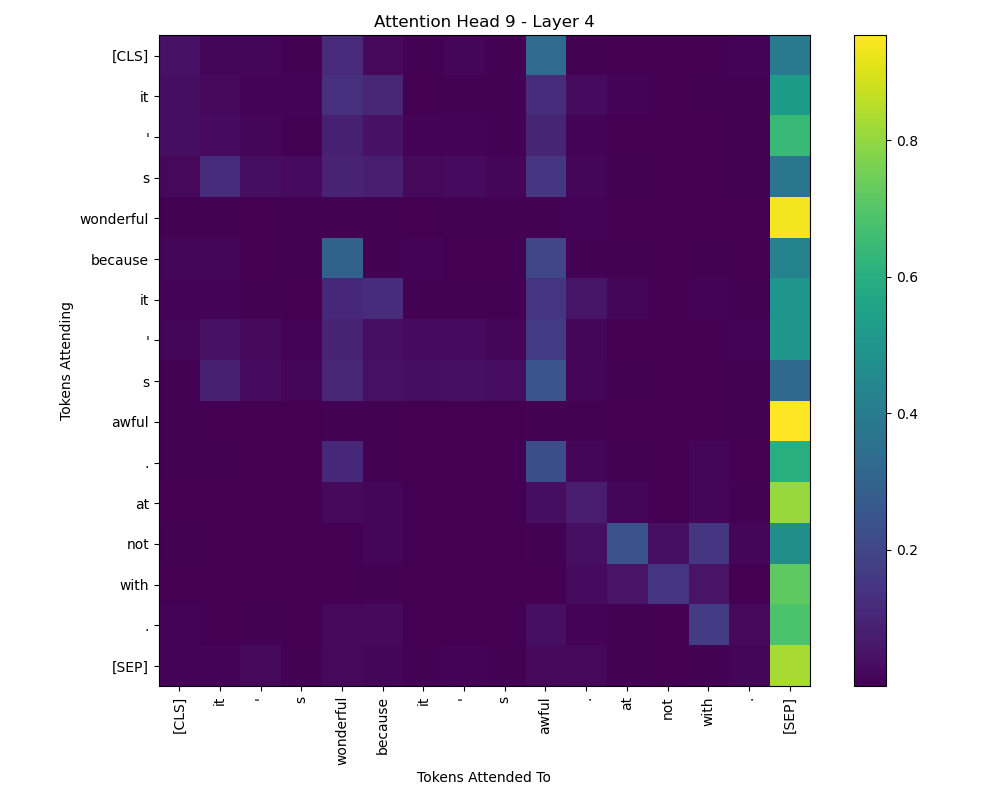 Attention Head 9 - Layer 4
[CLS]
it
'
s
wonderful
because
it
'
s
awful
.
at
not
with
.
[SEP]
Tokens Attending
[CLS] it ' s wonderful because it ' s awful . at not with . [SEP]
Tokens Attended To
0.8
0.6
0.4
0.2